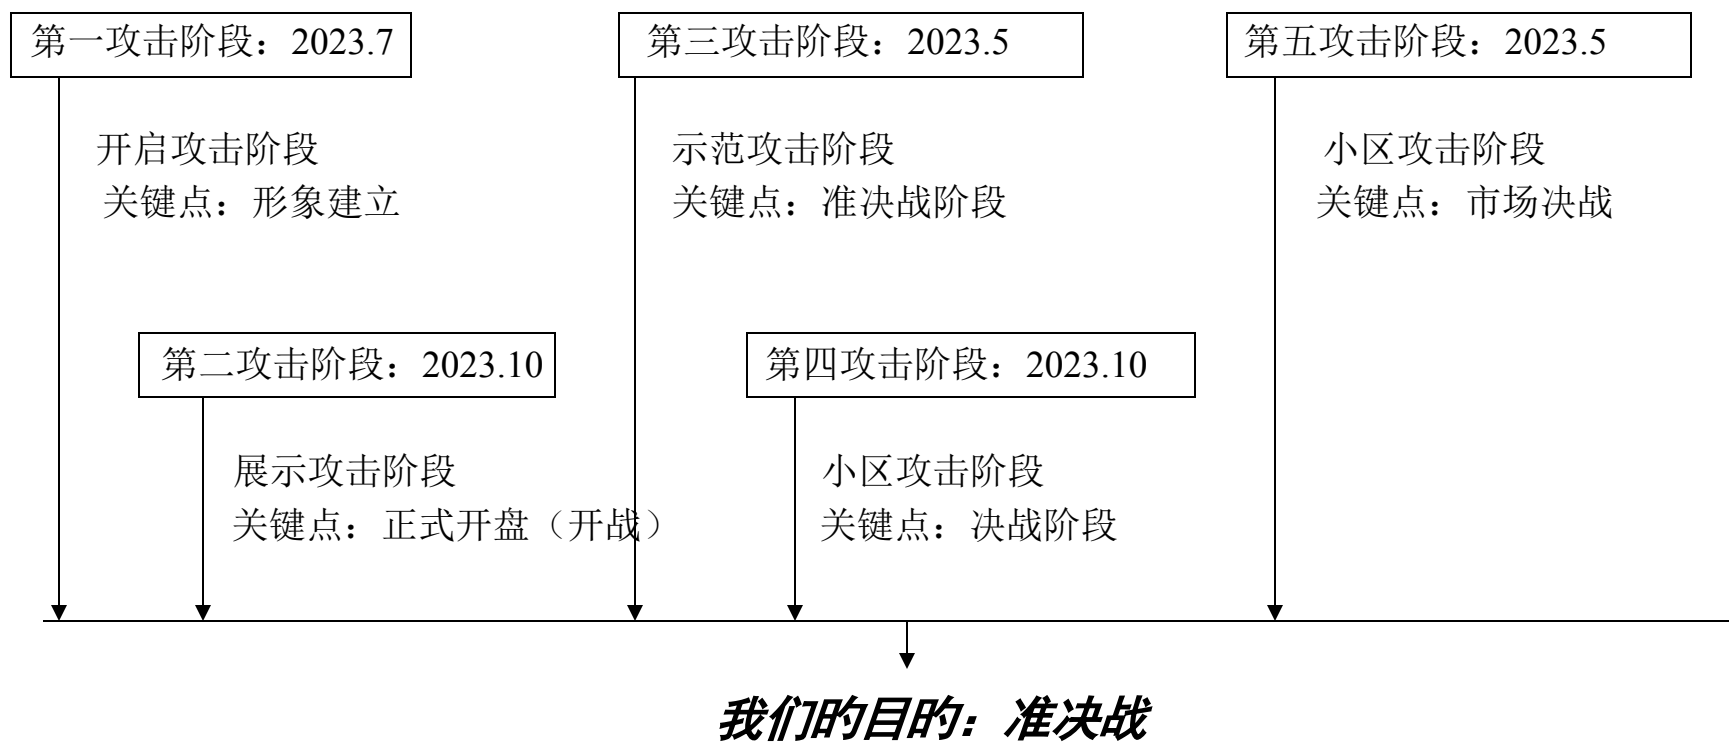 第一攻击阶段：2023.7
开启攻击阶段
关键点：形象建立
第二攻击阶段：2023.10
展示攻击阶段
关键点：正式开盘（开战）
第三攻击阶段：2023.5
示范攻击阶段
关键点：准决战阶段
第四攻击阶段：2023.10
小区攻击阶段
关键点：决战阶段
第五攻击阶段：2023.5
小区攻击阶段
关键点：市场决战
我们旳目旳：准决战